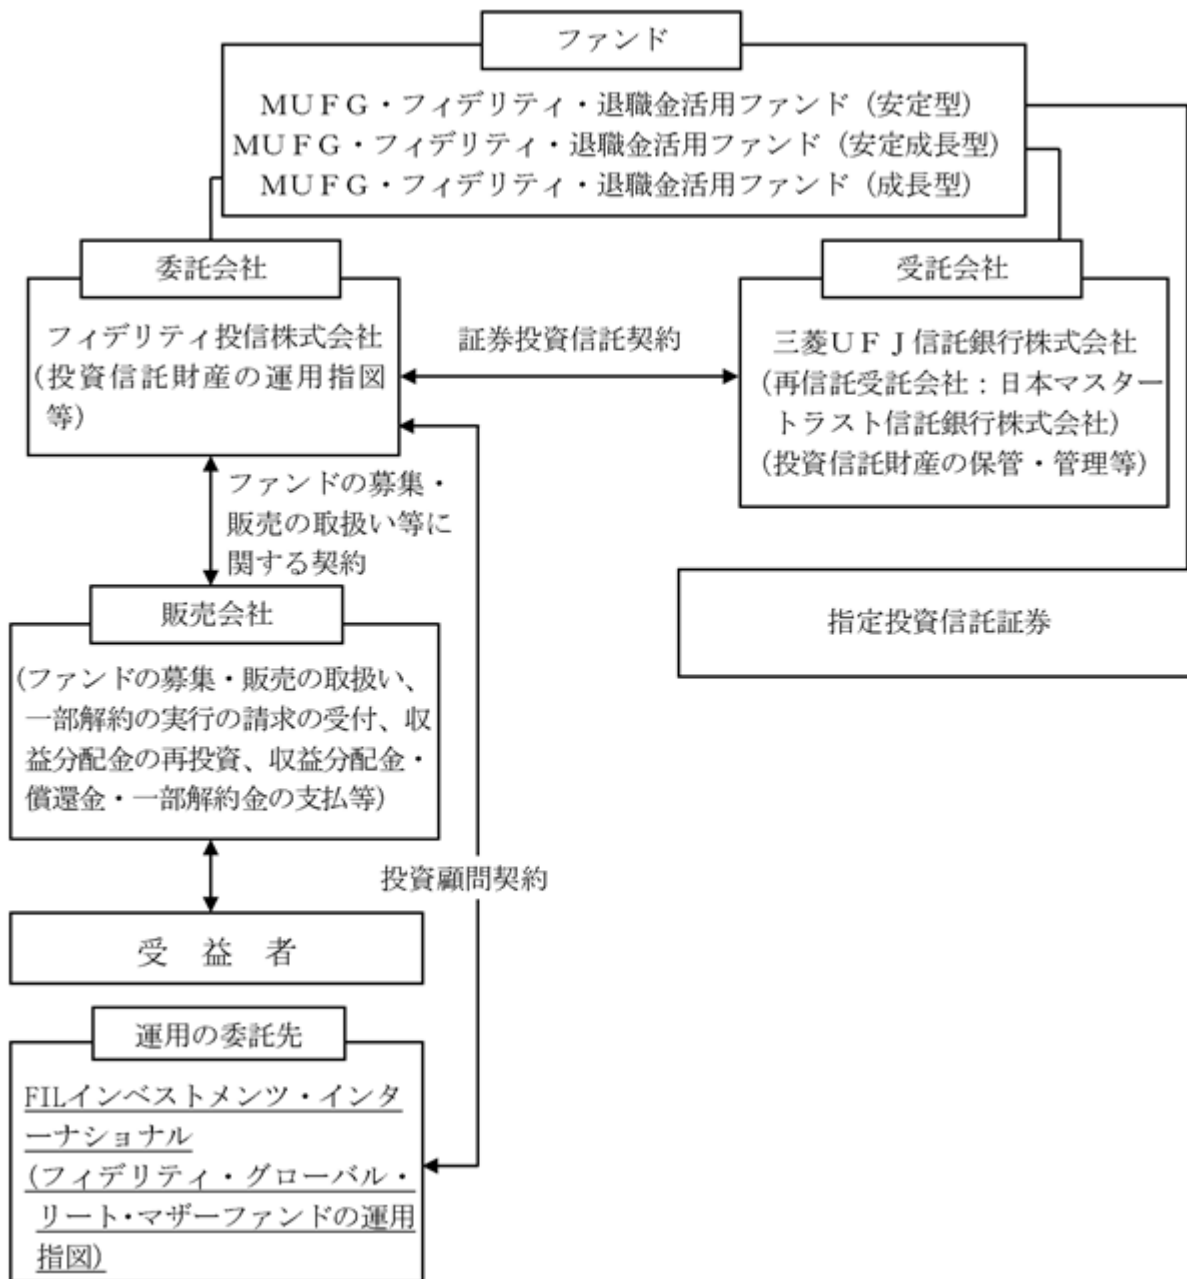 ファンド
ＭＵＦＧ・フィデリティ・退職金活用ファンド（安定型）
ＭＵＦＧ・フィデリティ・退職金活用ファンド（安定成長型）
ＭＵＦＧ・フィデリティ・退職金活用ファンド（成長型）
委託会社
フィデリティ投信株式会社
（投資信託財産の運用指図
等）
証券投資信託契約
受託会社
三菱ＵＦＪ信託銀行株式会社
（再信託受託会社：日本マスター
トラスト信託銀行株式会社）
（投資信託財産の保管・管理等）
ファンドの募集・
販売の取扱い等に
関する契約
指定投資信託証券
販売会社
（ファンドの募集・販売の取扱い、
一部解約の実行の請求の受付、収
益分配金の再投資、収益分配金・
償還金・一部解約金の支払等）
投資顧問契約
受　益　者
運用の委託先
FILインベストメンツ・インタ
ーナショナル
（フィデリティ・グローバル・
リート・マザーファンドの運用
指図）